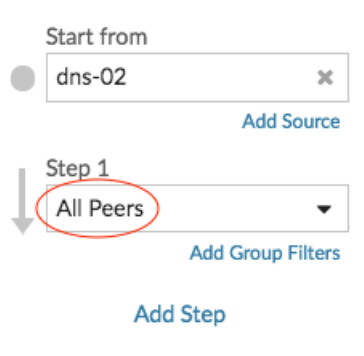 Start from
dns-02
Add Source
Step 1
All Peers
Add Group Filters
Add Step